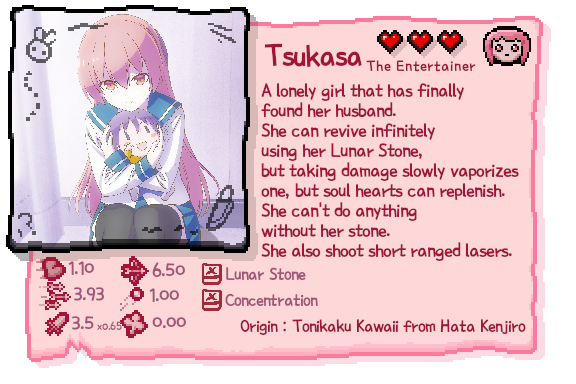 Tsukasa
The Entertainer
A lonely girl that has finally
found her husband.
She can revive infinitely
using her Lunar Stone,
but taking damage slowly vaporizes
one, but soul hearts can replenish.
She can't do anything
without her stone.
She also shoot short ranged lasers.
1.10
6.50
Lunar Stone
3.93
1.00
Concentration
3.5 x0.65
0.00
Origin : Tonikaku Kawaii from Hata Kenjiro